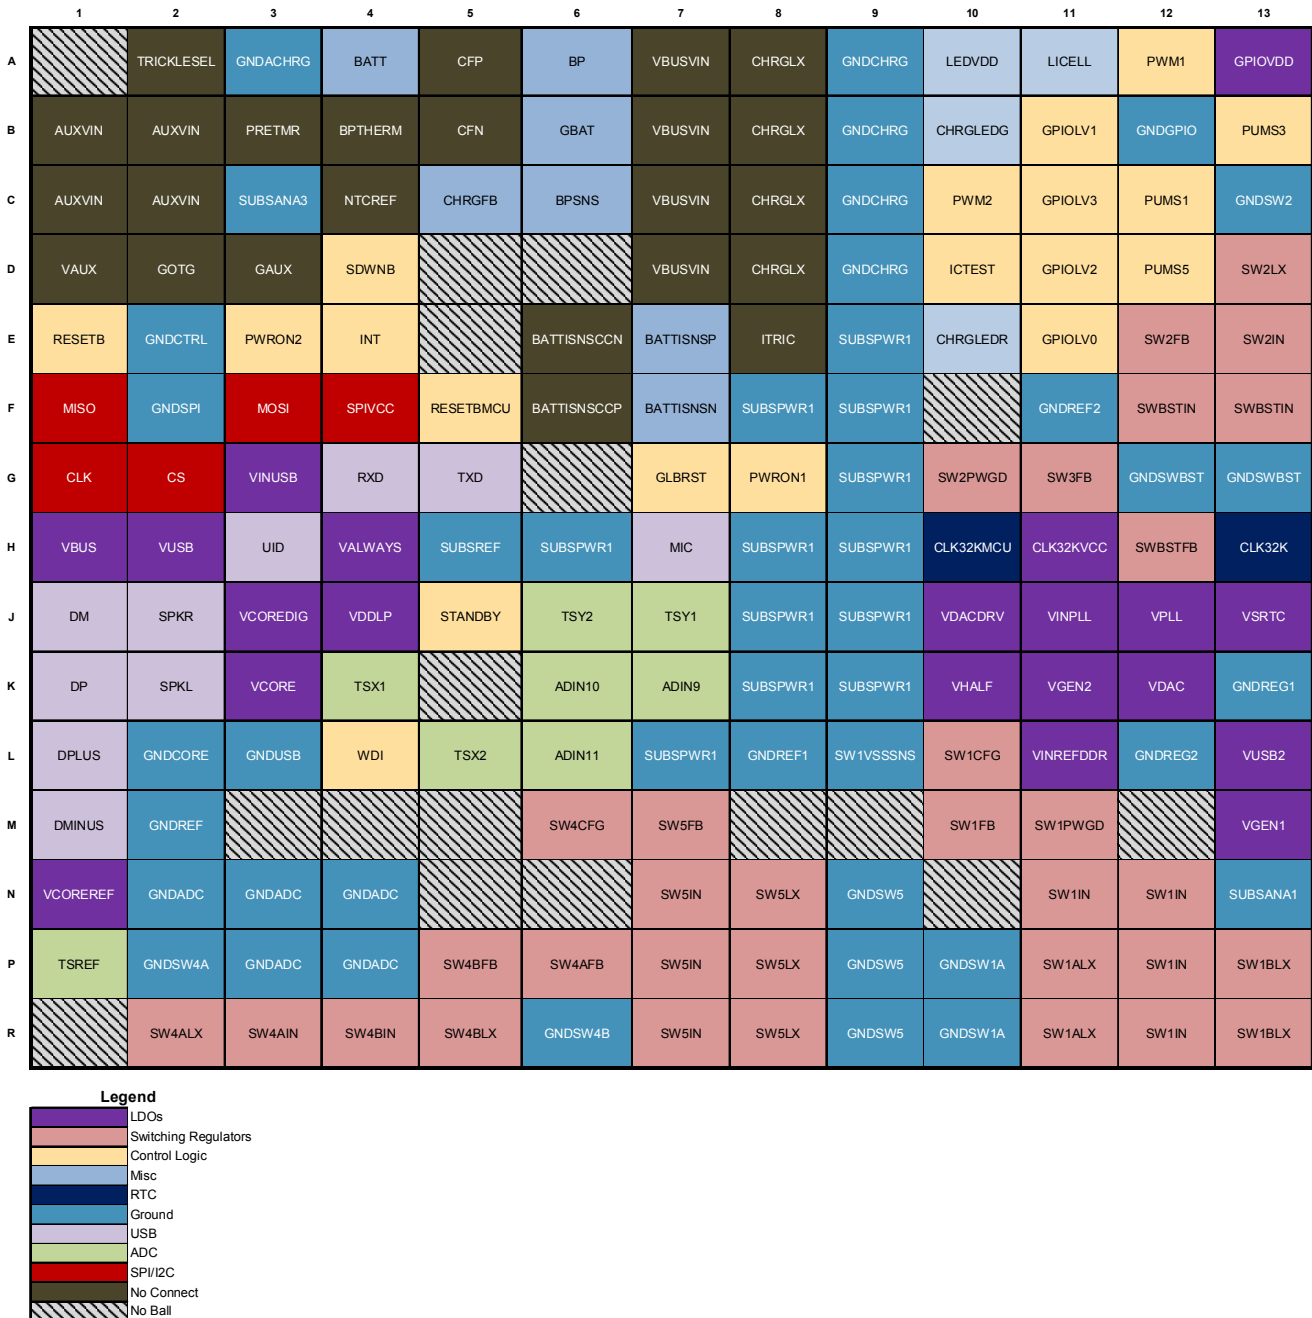 1 2 3 4 5 6 7 8 9 10 11 12 13
A TRICKLESEL GNDACHRG BATT CFP BP VBUSVIN CHRGLX GNDCHRG LEDVDD LICELL PWM1 GPIOVDD
B AUXVIN AUXVIN PRETMR BPTHERM CFN GBAT VBUSVIN CHRGLX GNDCHRG CHRGLEDG GPIOLV1 GNDGPIO PUMS3
C AUXVIN AUXVIN SUBSANA3 NTCREF CHRGFB BPSNS VBUSVIN CHRGLX GNDCHRG PWM2 GPIOLV3 PUMS1 GNDSW2
D VAUX GOTG GAUX SDWNB VBUSVIN CHRGLX GNDCHRG ICTEST GPIOLV2 PUMS5 SW2LX
E RESETB GNDCTRL PWRON2 INT BATTISNSCCN BATTISNSP ITRIC SUBSPWR1 CHRGLEDR GPIOLV0 SW2FB SW2IN
F MISO GNDSPI MOSI SPIVCC RESETBMCU BATTISNSCCP BATTISNSN SUBSPWR1 SUBSPWR1 GNDREF2 SWBSTIN SWBSTIN
G CLK CS VINUSB RXD TXD GLBRST PWRON1 SUBSPWR1 SW2PWGD SW3FB GNDSWBST GNDSWBST
H VBUS VUSB UID VALWAYS SUBSREF SUBSPWR1 MIC SUBSPWR1 SUBSPWR1 CLK32KMCU CLK32KVCC SWBSTFB CLK32K
J DM SPKR VCOREDIG VDDLP STANDBY TSY2 TSY1 SUBSPWR1 SUBSPWR1 VDACDRV VINPLL VPLL VSRTC
K DP SPKL VCORE TSX1 ADIN10 ADIN9 SUBSPWR1 SUBSPWR1 VHALF VGEN2 VDAC GNDREG1
L DPLUS GNDCORE GNDUSB WDI TSX2 ADIN11 SUBSPWR1 GNDREF1 SW1VSSSNS SW1CFG VINREFDDR GNDREG2 VUSB2
M DMINUS GNDREF SW4CFG SW5FB SW1FB SW1PWGD VGEN1
N VCOREREF GNDADC GNDADC GNDADC SW5IN SW5LX GNDSW5 SW1IN SW1IN SUBSANA1
P TSREF GNDSW4A GNDADC GNDADC SW4BFB SW4AFB SW5IN SW5LX GNDSW5 GNDSW1A SW1ALX SW1IN SW1BLX
R SW4ALX SW4AIN SW4BIN SW4BLX GNDSW4B SW5IN SW5LX GNDSW5 GNDSW1A SW1ALX SW1IN SW1BLX
Legend
LDOs
Switching Regulators
Control Logic
Misc
RTC
Ground
USB
ADC
SPI/I2C
No Connect
No Ball